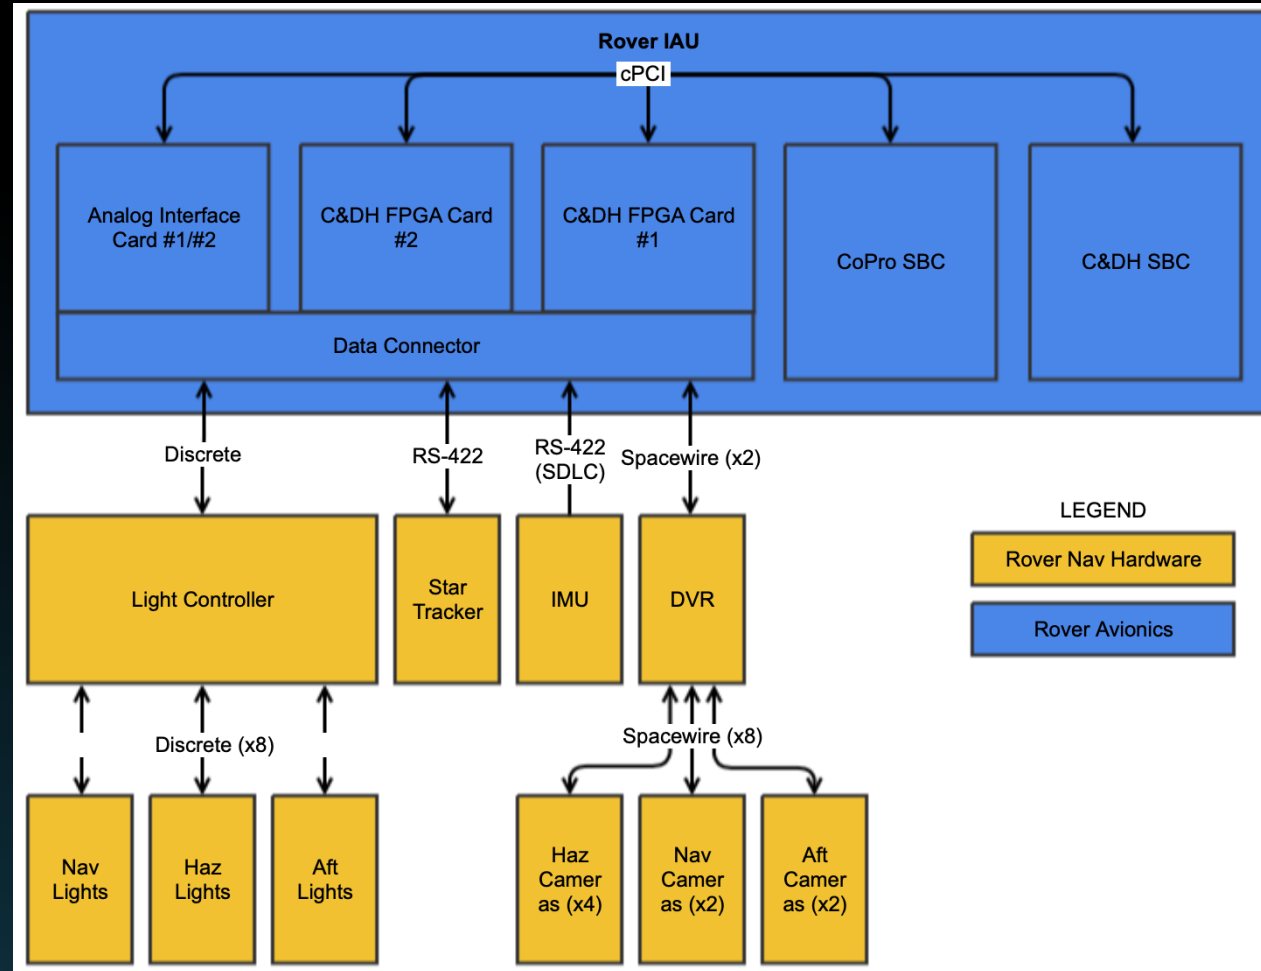 Rover IAU
cPCI
Analog Interface
Card #1/#2
C&DH FPGA Card
#2
C&DH FPGA Card
#1
CoPro SBC
C&DH SBC
Data Connector
Discrete
RS-422
RS-422
(SDLC)
Spacewire (x2)
LEGEND
Rover Nav Hardware
Rover Avionics
Light Controller
Star
Tracker
IMU
DVR
Discrete (x8)
Spacewire (x8)
Nav
Lights
Haz
Lights
Aft
Lights
Haz
Camer
as (x4)
Nav
Camer
as (x2)
Aft
Camer
as (x2)